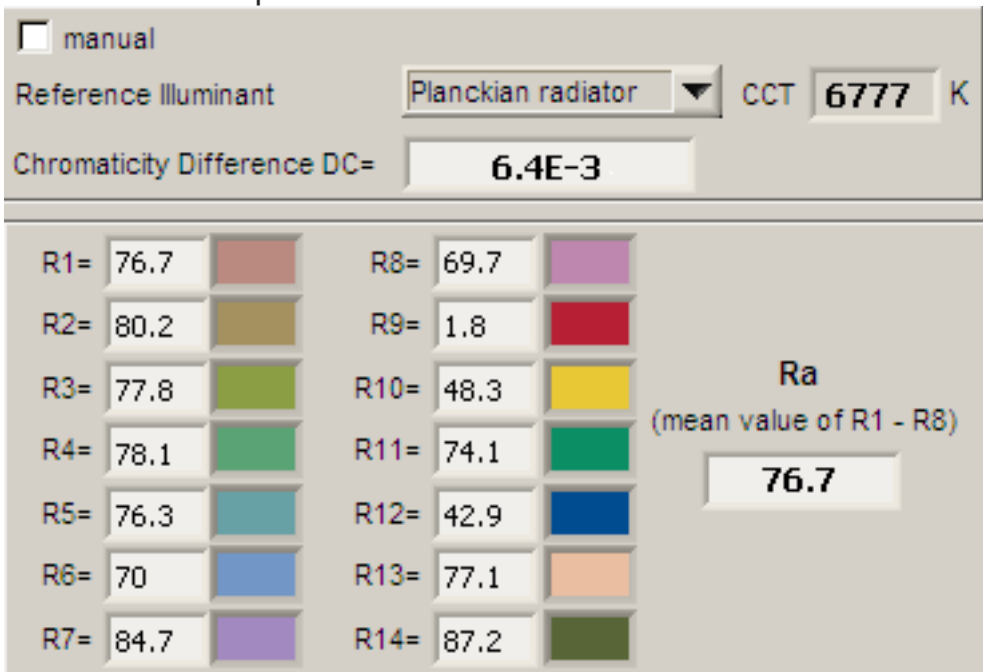 manual
Reference Illuminant Planckian radiator CCT 6777 K
Chromaticity Difference DC= 6.4E-3
R1= 76.7 R8= 69.7
R2= 80.2 R9= 1.8
R3= 77.8 R10= 48.3
R4= 78.1 R11= 74.1
R5= 76.3 R12= 42.9
R6= 70 R13= 77.1
R7= 84.7 R14= 87.2
Ra
(mean value of R1 - R8)
76.7